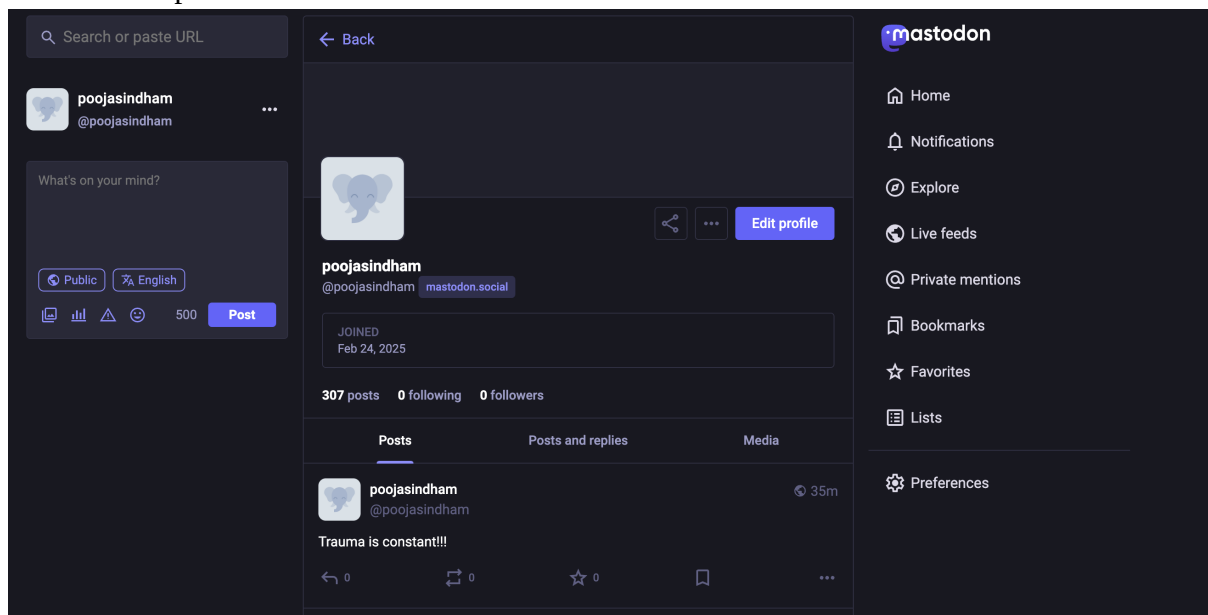 Search or paste URL
poojasindham
@poojasindham
What's on your mind?
Public
English
500
Post
Back
Edit profile
poojasindham
@poojasindham mastodon.social
JOINED
Feb 24, 2025
307 posts 0 following 0 followers
Posts Posts and replies Media
poojasindham 35m
@poojasindham
Trauma is constant!!!
0 0 0
mastodon
Home
Notifications
Explore
Live feeds
Private mentions
Bookmarks
Favorites
Lists
Preferences